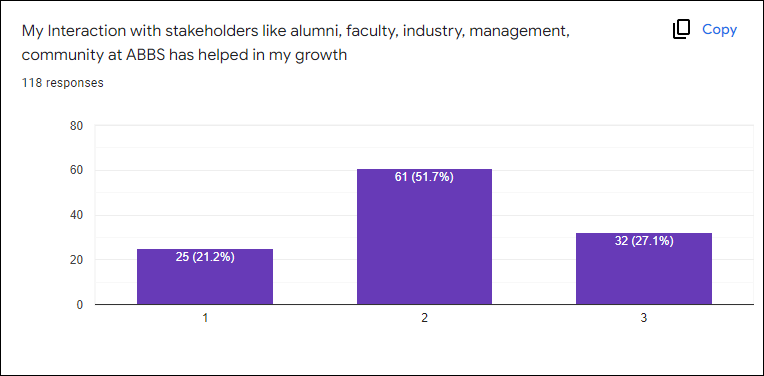 My Interaction with stakeholders like alumni, faculty, industry, management,
community at ABBS has helped in my growth
Copy
118 responses
80
60
40
20
0
25 (21.2%)
61 (51.7%)
32 (27.1%)
1
2
3